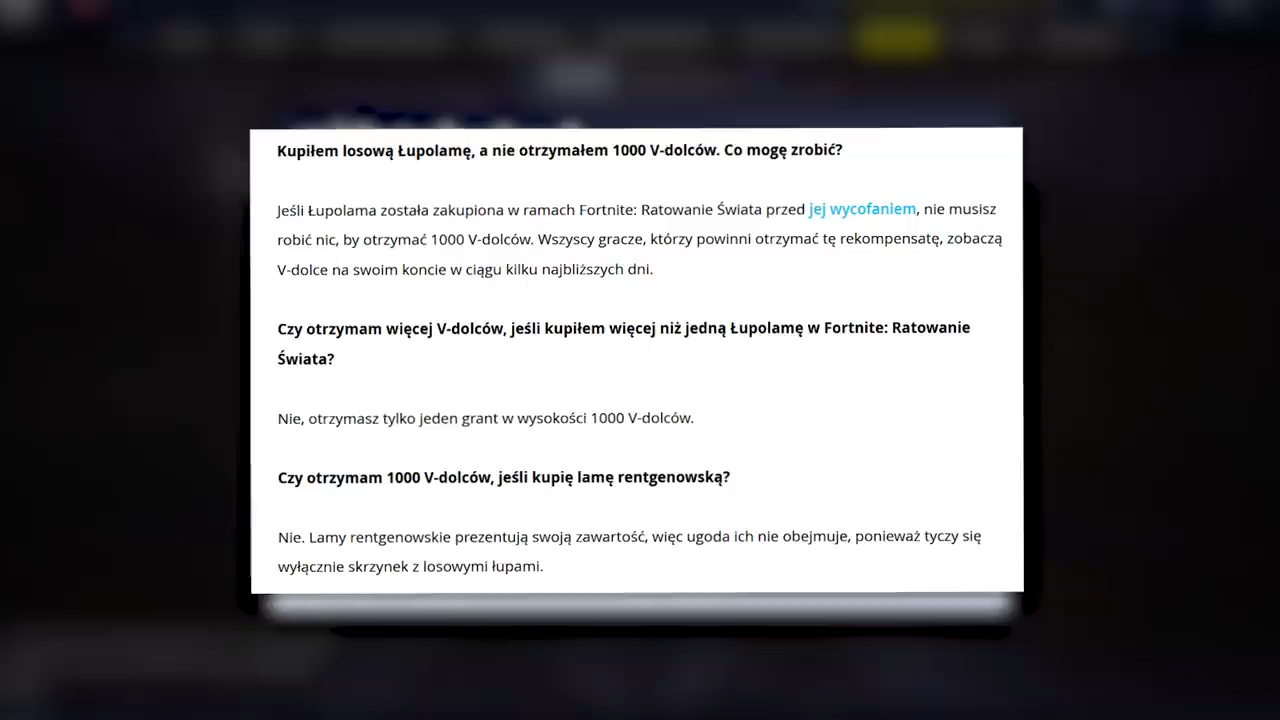 Kupiłem losową Łupolamę, a nie otrzymałem 1000 V-dolców. Co mogę zrobić?
Jeśli Łupolama została zakupiona w ramach Fortnite: Ratowanie Świata przed jej wycofaniem, nie musisz
robić nic, by otrzymać 1000 V-dolców. Wszyscy gracze, którzy powinni otrzymać tę rekompensatę, zobaczą
V-dolce na swoim koncie w ciągu kilku najbliższych dni.
Czy otrzymam więcej V-dolców, jeśli kupiłem więcej niż jedną Łupolamę w Fortnite: Ratowanie
Świata?
Nie, otrzymasz tylko jeden grant w wysokości 1000 V-dolców.
Czy otrzymam 1000 V-dolców, jeśli kupię lamę rentgenowską?
Nie. Lamy rentgenowskie prezentują swoją zawartość, więc ugoda ich nie obejmuje, ponieważ tyczy się
wyłącznie skrzynek z losowymi łupami.